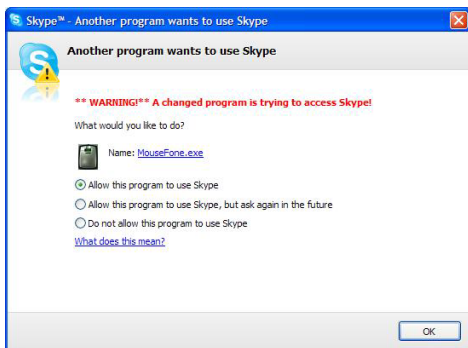 Skype™ - Another program wants to use Skype
Another program wants to use Skype
** WARNING!** A changed program is trying to access Skype!
What would you like to do?
Name: MouseFone.exe
Allow this program to use Skype
Allow this program to use Skype, but ask again in the future
Do not allow this program to use Skype
What does this mean?
OK